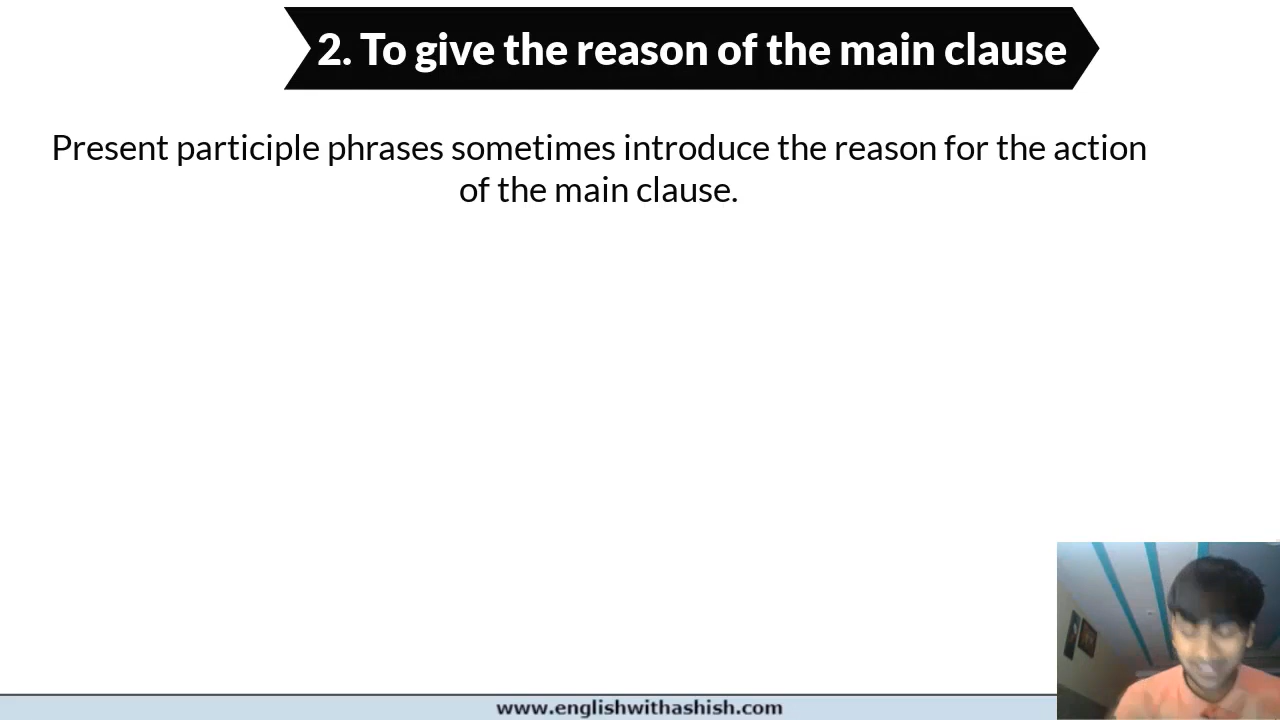 2. To give the reason of the main clause
Present participle phrases sometimes introduce the reason for the action
of the main clause.
www.englishwithashish.com